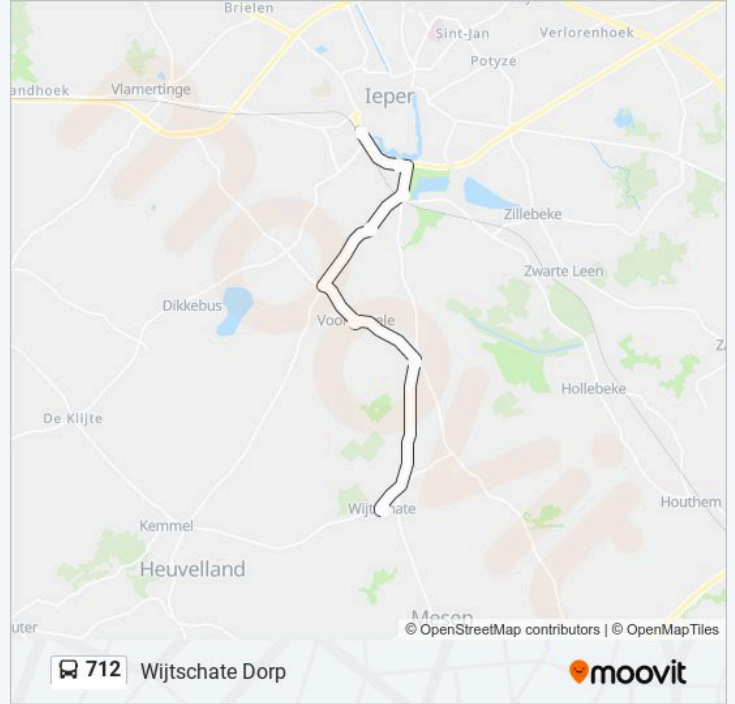 Brielen
Sint-Jan
Verlorenhoek
Potyze
andhoek
Vlamertinge
Ieper
Zillebeke
Zwarte Leen
Dikkebus
Hollebeke
De Klijte
Houthem
Kemmel
Heuvelland
Mesen
uter
© OpenStreetMap contributors | © OpenMapTiles
712 Wijtschate Dorp
moovit